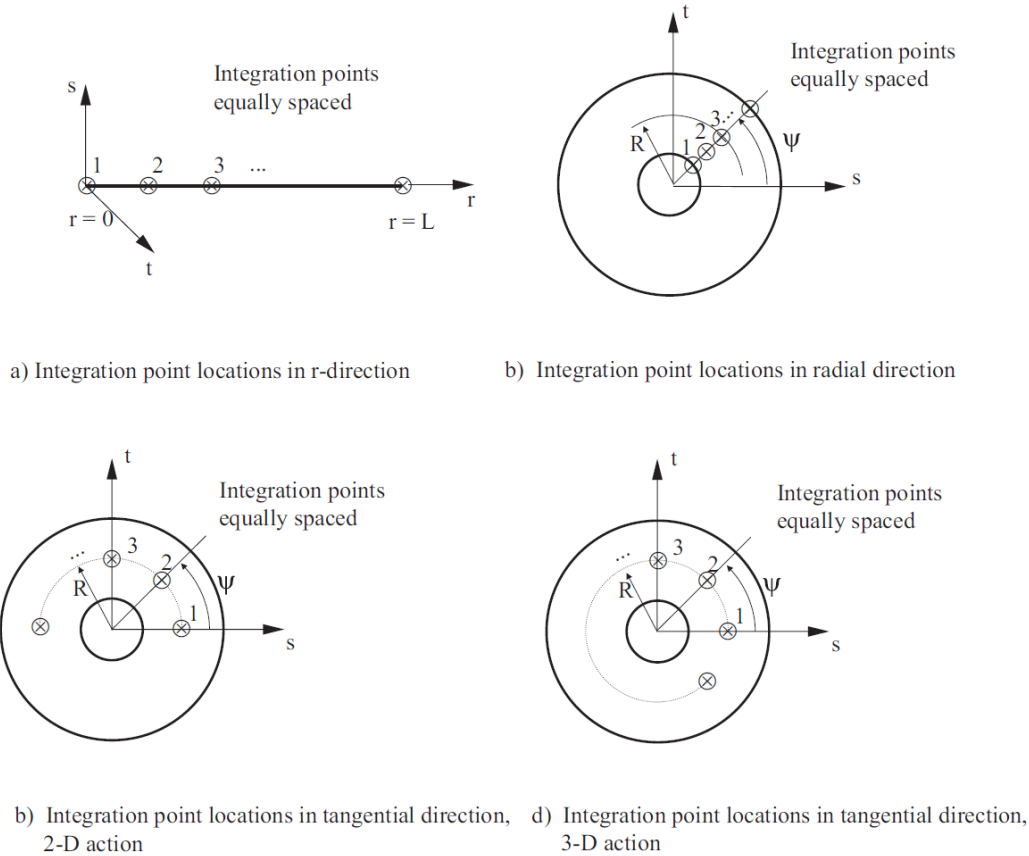 s
Integration points
equally spaced
1
2
3
...
r = 0
r = L
r
t
a) Integration point locations in r-direction
t
Integration points
equally spaced
3...
2
1
R
Ψ
s
b) Integration point locations in radial direction
t
Integration points
equally spaced
...
3
2
R
Ψ
1
s
b) Integration point locations in tangential direction,
2-D action
t
Integration points
equally spaced
...
3
2
R
Ψ
1
s
d) Integration point locations in tangential direction,
3-D action